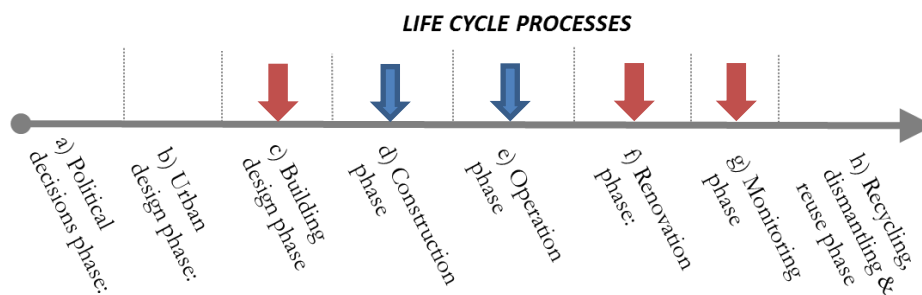 LIFE CYCLE PROCESSES
a) Political
decisions phase:
b) Urban
design phase:
c) Building
design phase
d) Construction
phase
e) Operation
phase
f) Renovation
phase:
g) Monitoring
phase
h) Recycling,
dismantling &
reuse phase